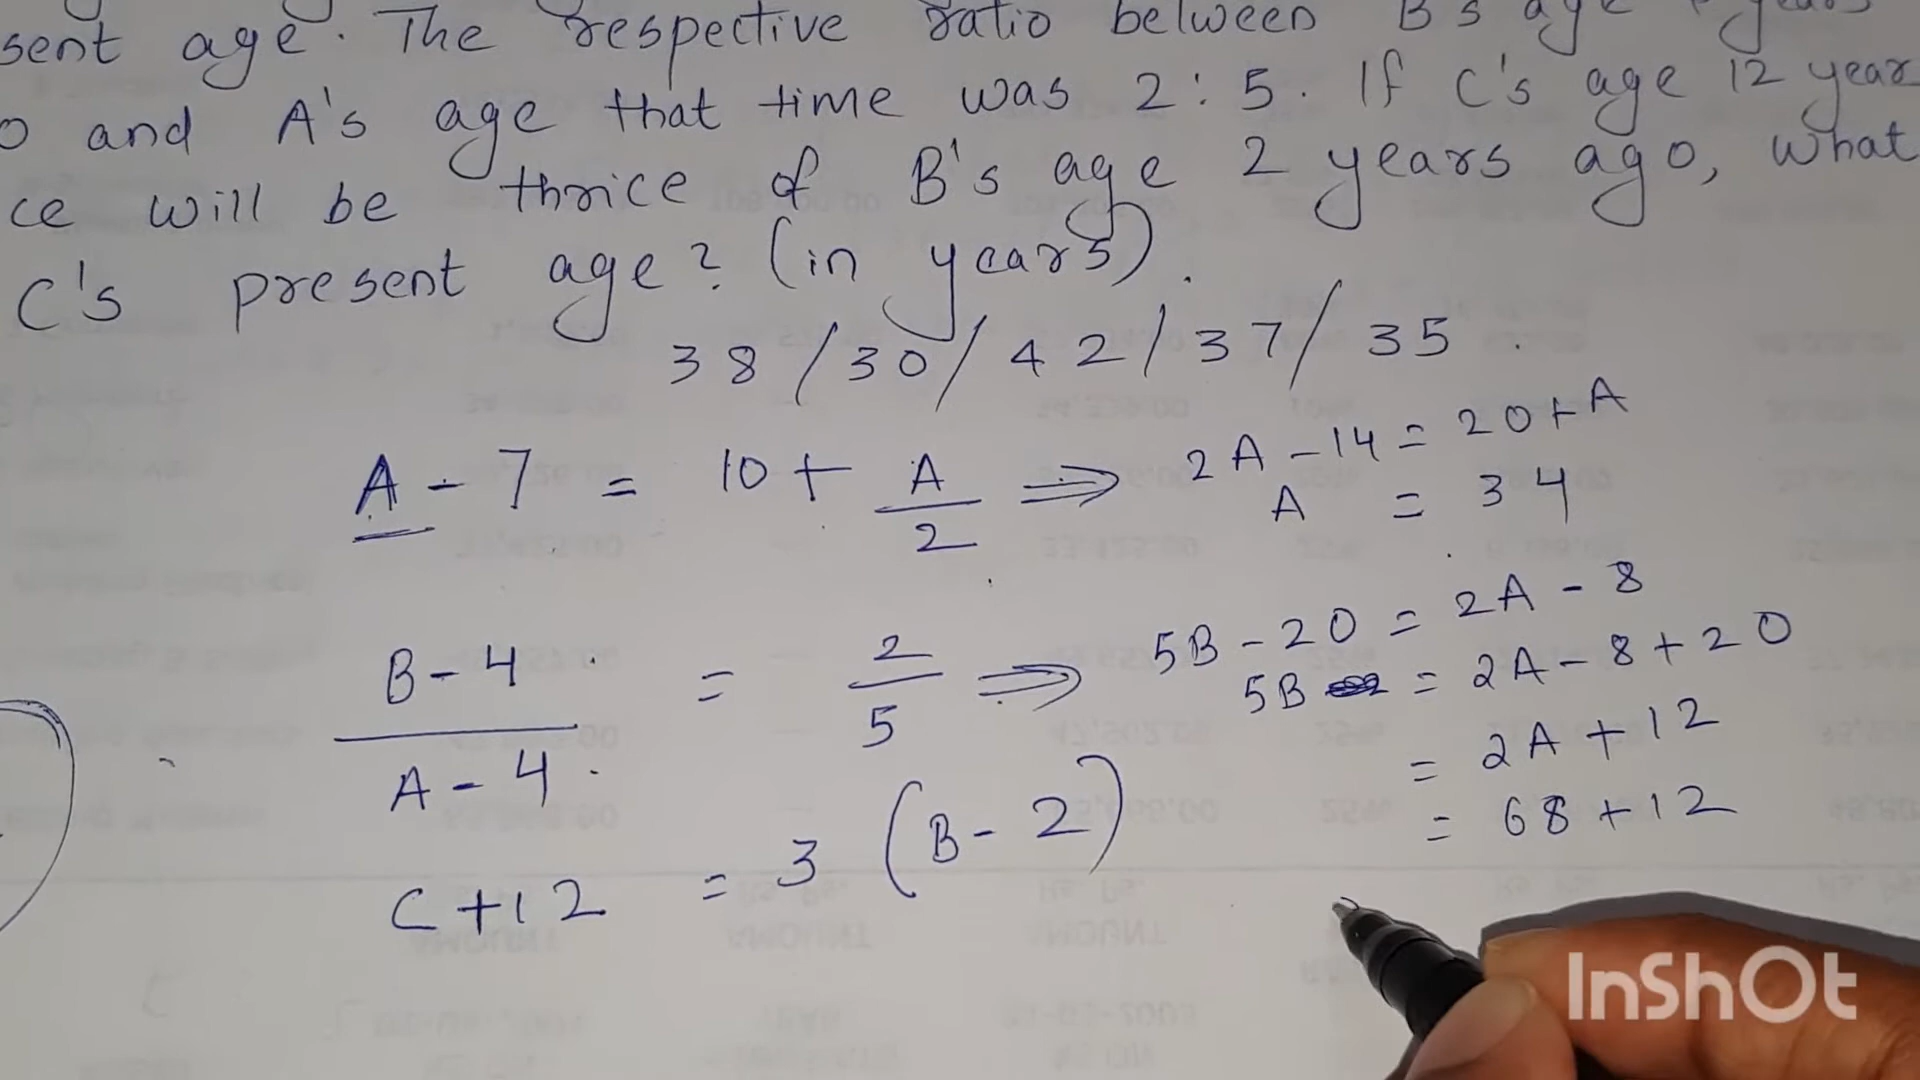 sent age. The respective ratio between B's age years
o and A's age that time was 2:5. If C's age 12 year
ce will be thrice of B's age 2 years ago, what
C's present age? (in years).
38/30/42/37/35
A - 7 = 10 + A/2 ⇒ 2A - 14 = 20 + A
A = 34
B - 4 / A - 4 = 2/5 ⇒ 5B - 20 = 2A - 8
5B = 2A - 8 + 20
= 2A + 12
= 68 + 12
C + 12 = 3 (B - 2)
InShOt